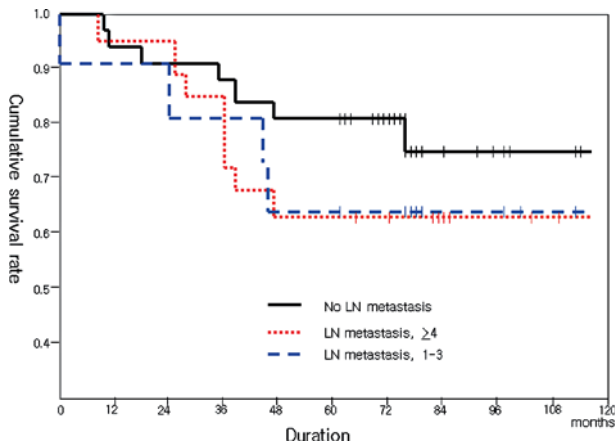 Cumulative survival rate
1.0
0.9
0.8
0.7
0.6
0.5
0.4
No LN metastasis
LN metastasis, ≥4
LN metastasis, 1-3
0 12 24 36 48 60 72 84 96 108 120
months
Duration